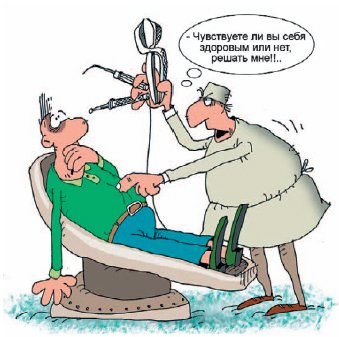 - Чувствуете ли вы себя
здоровым или нет,
решать мне!!..